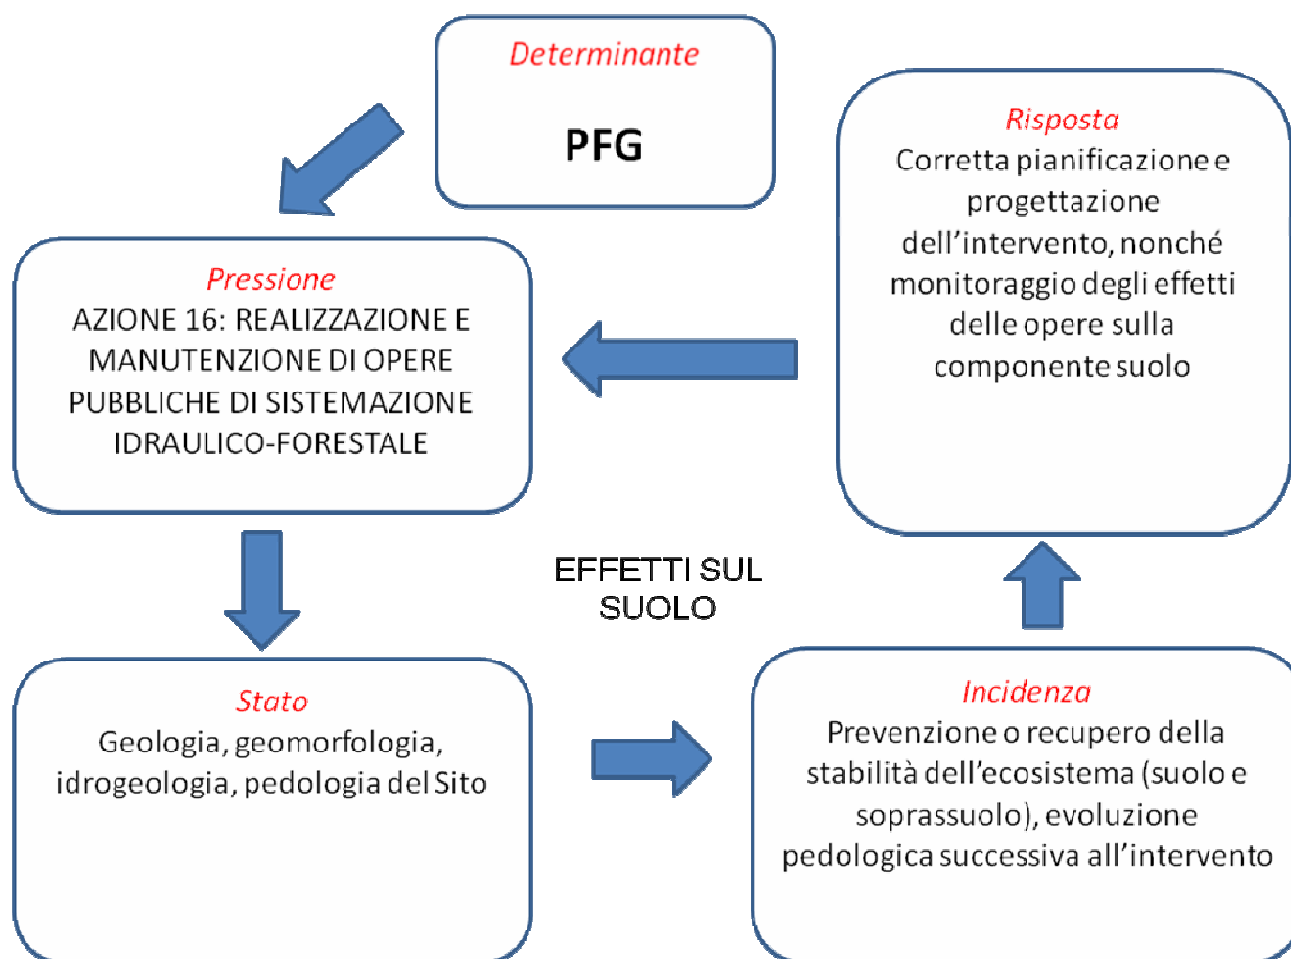 Determinante
PFG
Pressione
AZIONE 16: REALIZZAZIONE E
MANUTENZIONE DI OPERE
PUBBLICHE DI SISTEMAZIONE
IDRAULICO-FORESTALE
Risposta
Corretta pianificazione e
progettazione
dell'intervento, nonché
monitoraggio degli effetti
delle opere sulla
componente suolo
EFFETTI SUL
SUOLO
Stato
Geologia, geomorfologia,
idrogeologia, pedologia del Sito
Incidenza
Prevenzione o recupero della
stabilità dell'ecosistema (suolo e
soprassuolo), evoluzione
pedologica successiva all'intervento